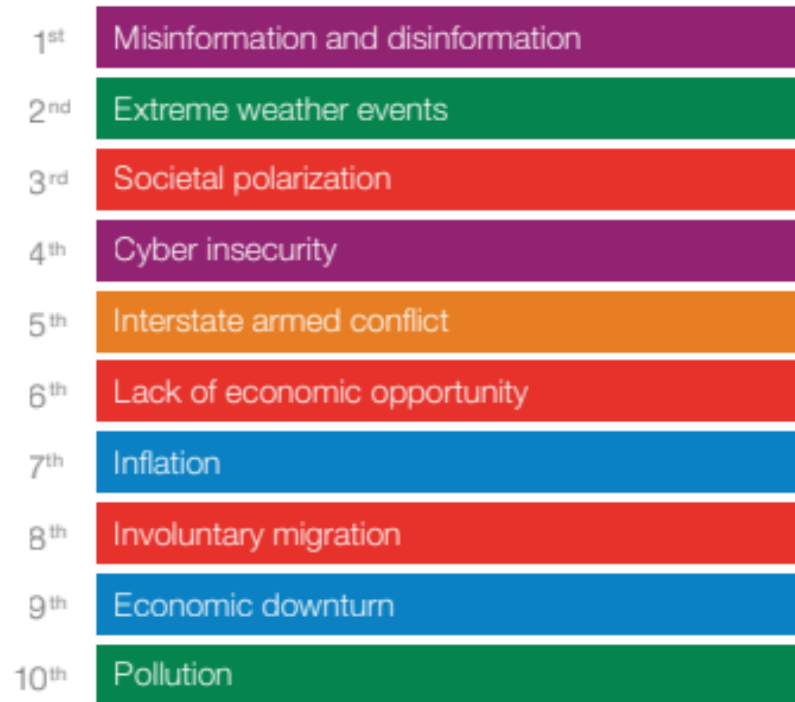 1st Misinformation and disinformation
2nd Extreme weather events
3rd Societal polarization
4th Cyber insecurity
5th Interstate armed conflict
6th Lack of economic opportunity
7th Inflation
8th Involuntary migration
9th Economic downturn
10th Pollution